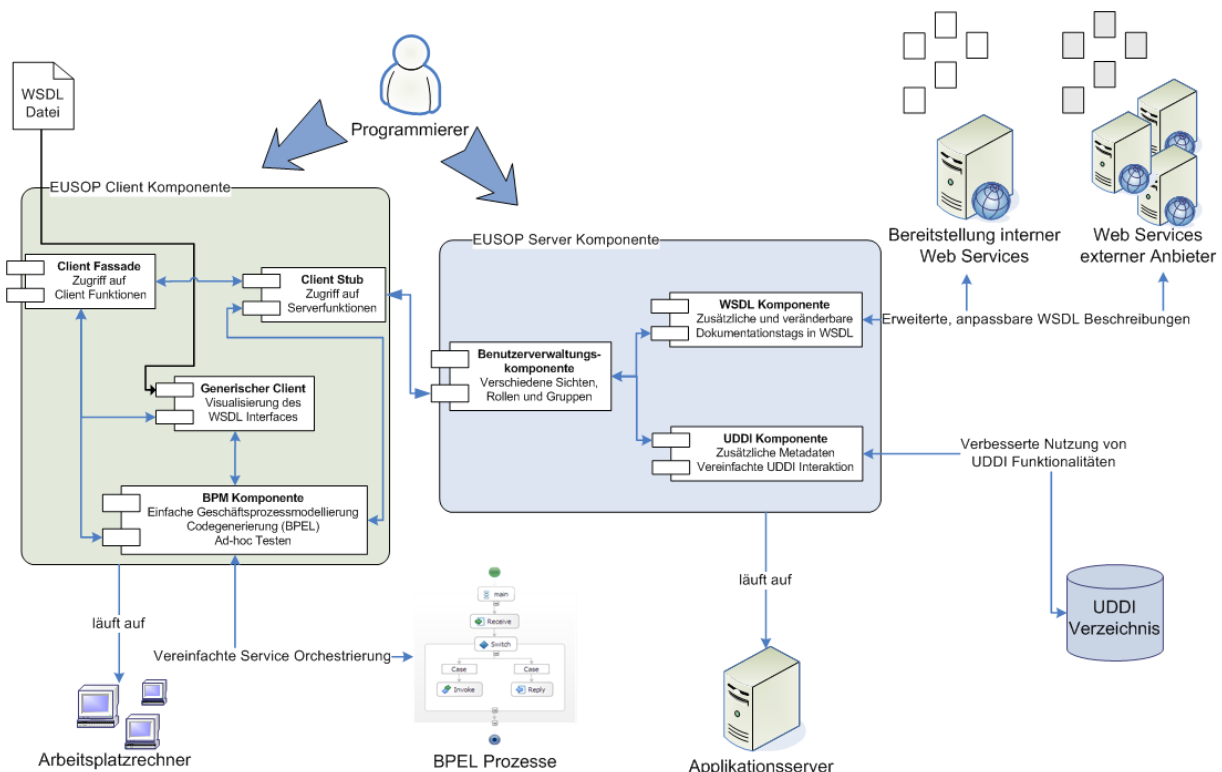 WSDL
Datei
Programmierer
EUSOP Client Komponente
Client Fassade
Zugriff auf
Client Funktionen
Client Stub
Zugriff auf
Serverfunktionen
Generischer Client
Visualisierung des
WSDL Interfaces
BPM Komponente
Einfache Geschäftsprozessmodellierung
Codegenerierung (BPEL)
Ad-hoc Testen
EUSOP Server Komponente
Benutzerverwaltungs-
komponente
Verschiedene Sichten,
Rollen und Gruppen
WSDL Komponente
Zusätzliche und veränderbare
Dokumentationstags in WSDL
UDDI Komponente
Zusätzliche Metadaten
Vereinfachte UDDI Interaktion
Bereitstellung interner
Web Services
Web Services
externer Anbieter
Erweiterte, anpassbare WSDL Beschreibungen
Verbesserte Nutzung von
UDDI Funktionalitäten
UDDI
Verzeichnis
läuft auf
Arbeitsplatzrechner
Vereinfachte Service Orchestrierung
main
Receive
Switch
Case
Case
Invoke
Reply
BPEL Prozesse
läuft auf
Applikationsserver